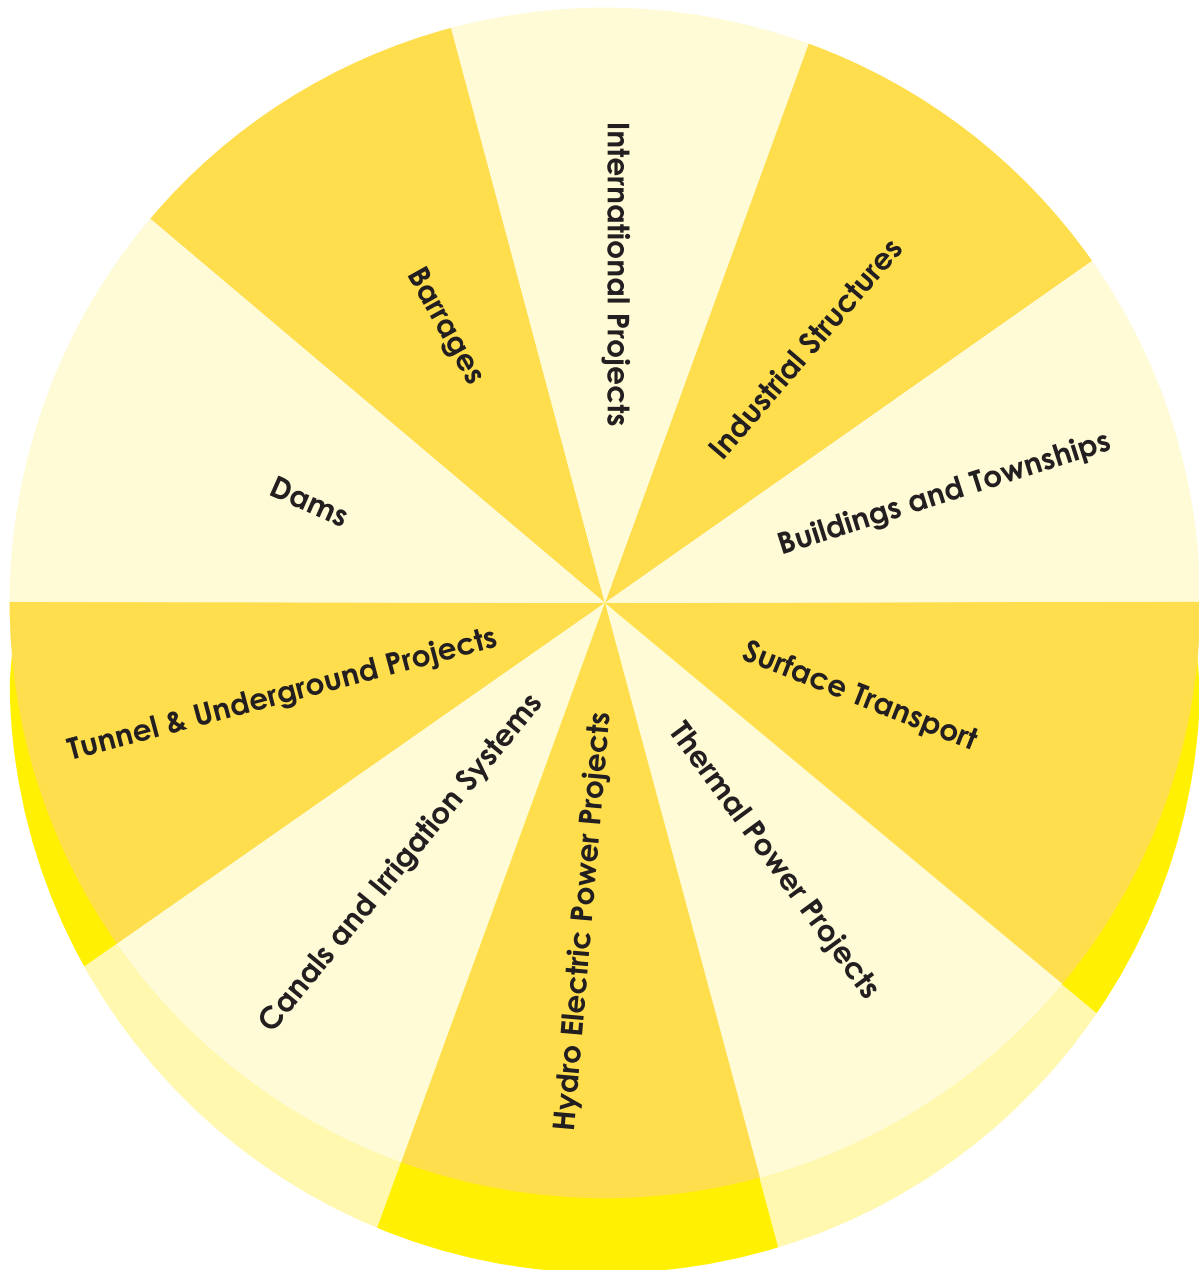 International Projects
Industrial Structures
Buildings and Townships
Surface Transport
Thermal Power Projects
Hydro Electric Power Projects
Canals and Irrigation Systems
Tunnel & Underground Projects
Dams
Barrages